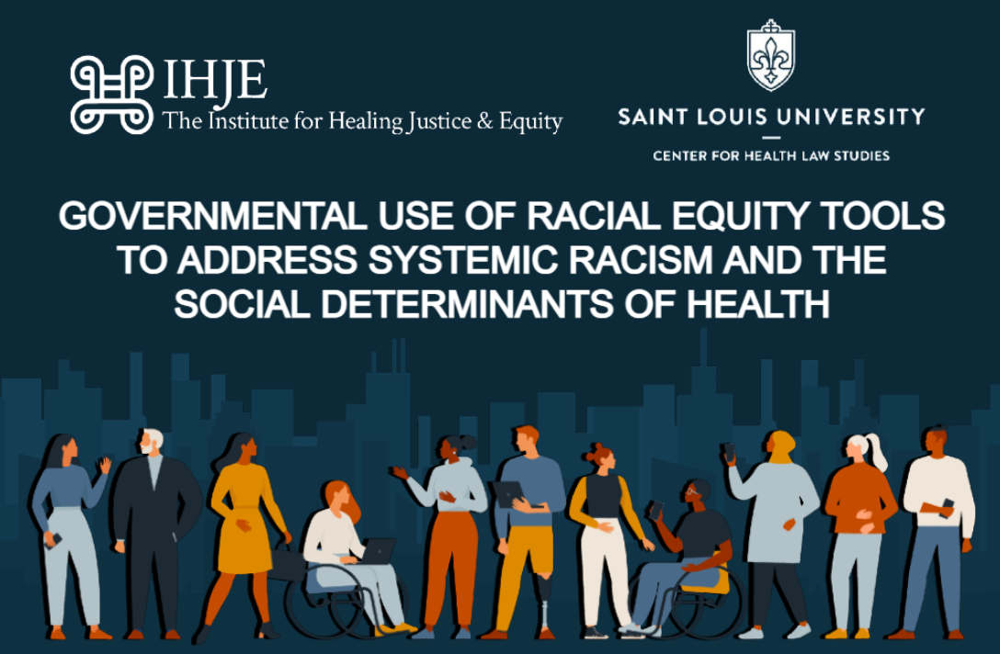 IHJE
The Institute for Healing Justice & Equity
SAINT LOUIS UNIVERSITY
CENTER FOR HEALTH LAW STUDIES
GOVERNMENTAL USE OF RACIAL EQUITY TOOLS
TO ADDRESS SYSTEMIC RACISM AND THE
SOCIAL DETERMINANTS OF HEALTH